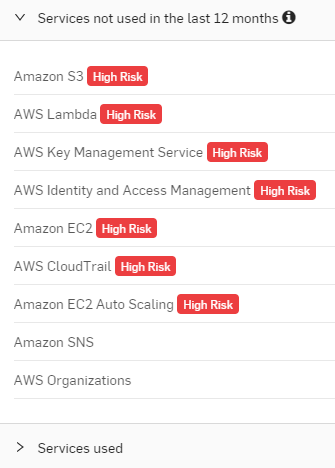 Services not used in the last 12 months
Amazon S3 High Risk
AWS Lambda High Risk
AWS Key Management Service High Risk
AWS Identity and Access Management High Risk
Amazon EC2 High Risk
AWS CloudTrail High Risk
Amazon EC2 Auto Scaling High Risk
Amazon SNS
AWS Organizations
Services used